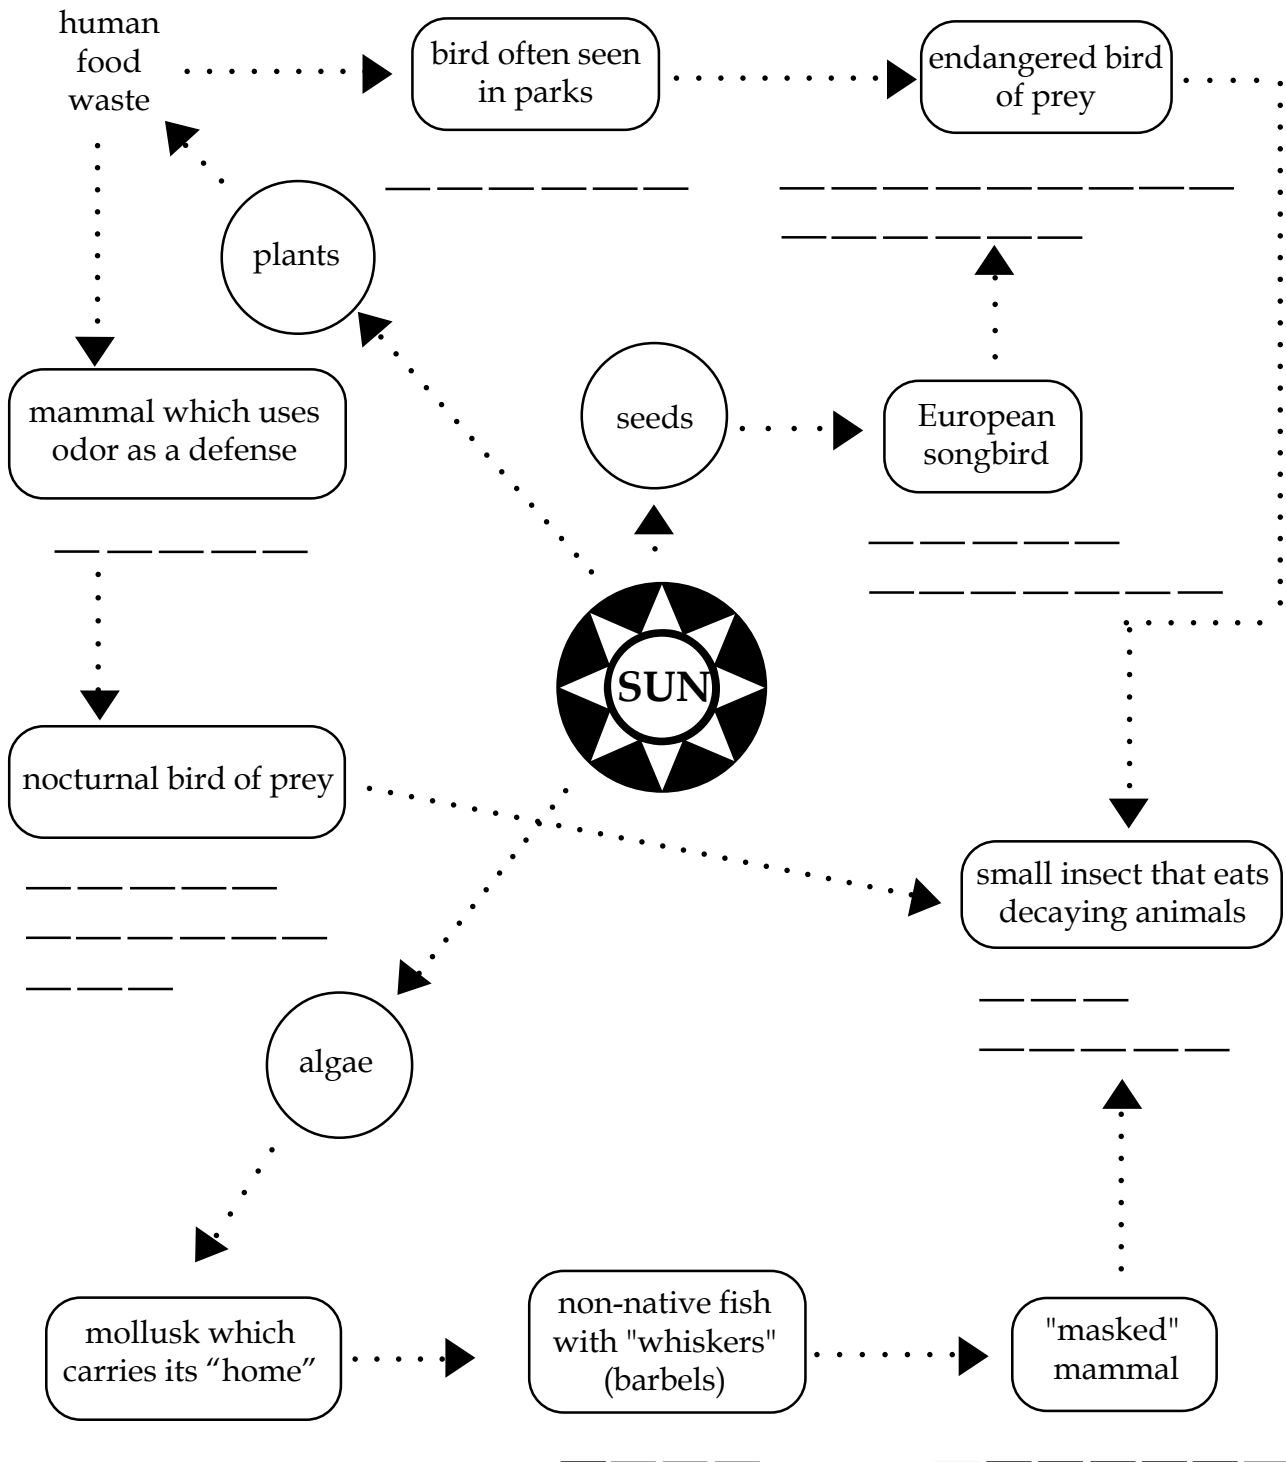 human
food
waste
bird often seen
in parks
endangered bird
of prey
plants
mammal which uses
odor as a defense
seeds
European
songbird
SUN
nocturnal bird of prey
small insect that eats
decaying animals
algae
mollusk which
carries its “home”
non-native fish
with "whiskers"
(barbels)
"masked"
mammal